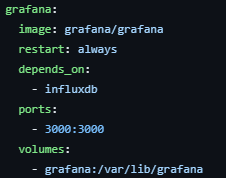 grafana:
  image: grafana/grafana
  restart: always
  depends_on:
    - influxdb
  ports:
    - 3000:3000
  volumes:
    - grafana:/var/lib/grafana